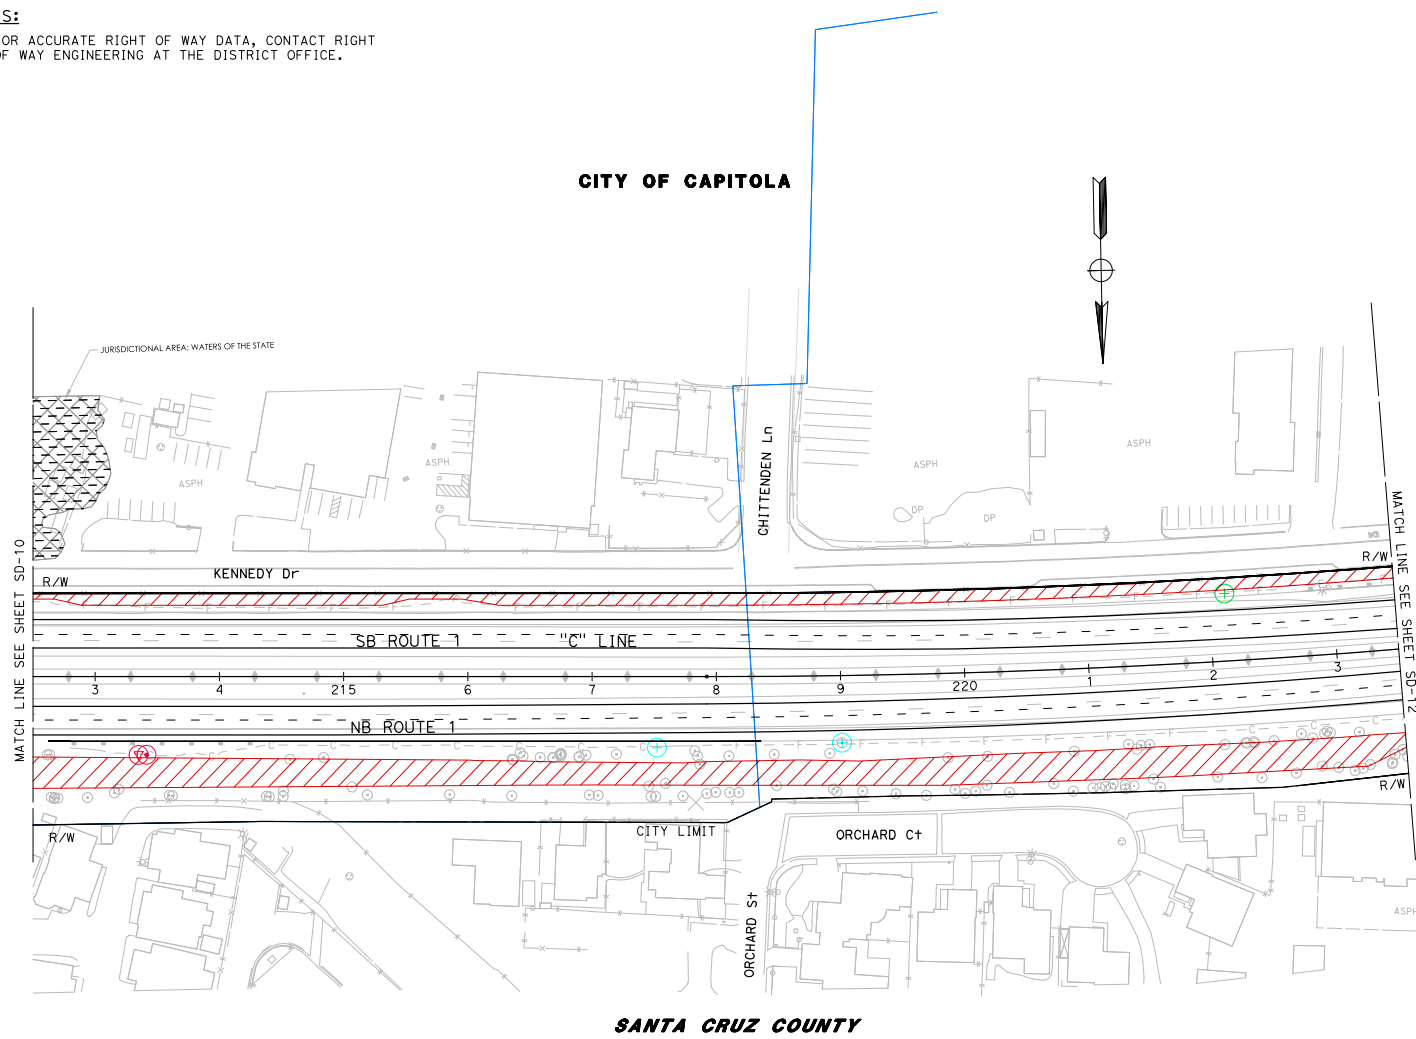 S:
OR ACCURATE RIGHT OF WAY DATA, CONTACT RIGHT
OF WAY ENGINEERING AT THE DISTRICT OFFICE.
CITY OF CAPITOLA
JURISDICTIONAL AREA: WATERS OF THE STATE
ASPH
ASPH
ASPH
ASPH
DP
DP
CHITTENDEN Ln
MATCH LINE SEE SHEET SD-10
MATCH LINE SEE SHEET SD-12
R/W
KENNEDY Dr
R/W
SB ROUTE 1
"C" LINE
3
4
215
6
7
8
9
220
1
2
3
NB ROUTE 1
R/W
R/W
CITY LIMIT
ORCHARD Ct
ORCHARD St
ASPH
SANTA CRUZ COUNTY